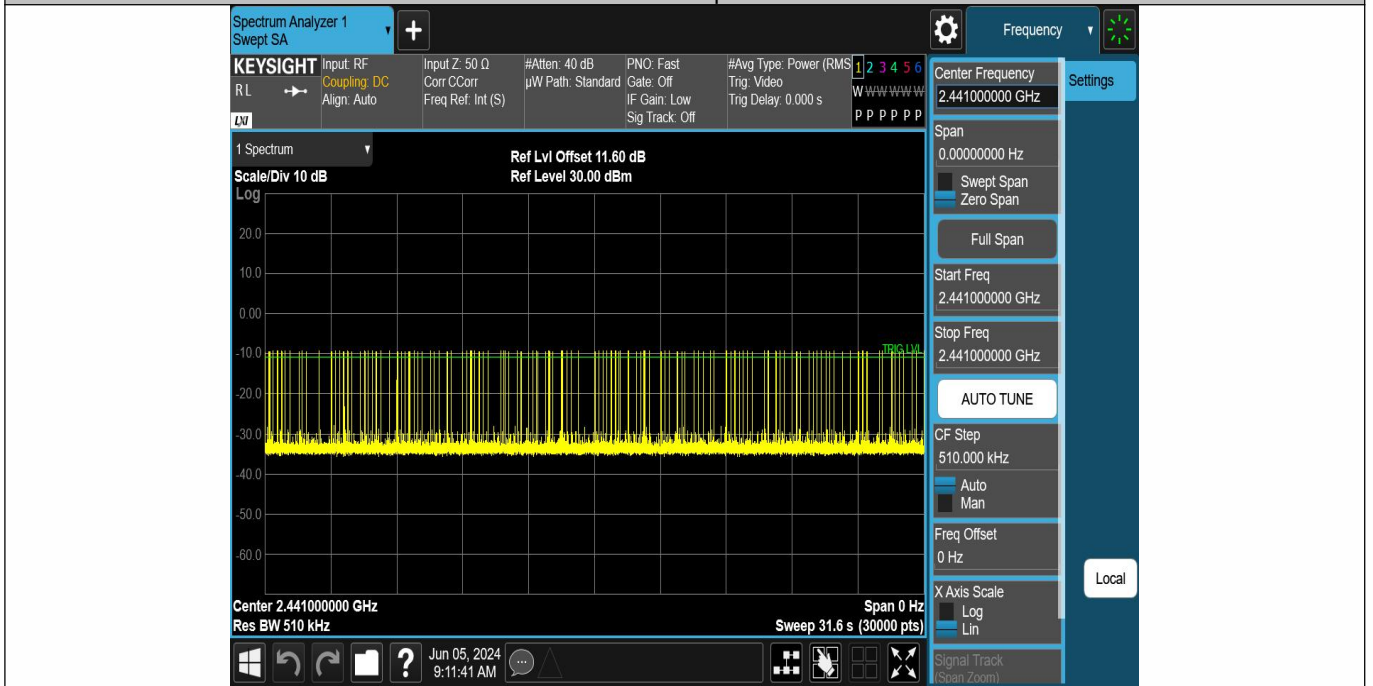 Spectrum Analyzer 1
Swept SA
Frequency
KEYSIGHT
RL
LXI
Input: RF
Coupling: DC
Align: Auto
Input Z: 50 Ω
Corr CCorr
Freq Ref: Int (S)
#Atten: 40 dB
µW Path: Standard
PNO: Fast
Gate: Off
IF Gain: Low
Sig Track: Off
#Avg Type: Power (RMS
Trig: Video
Trig Delay: 0.000 s
1 2 3 4 5 6
W W W W W W
P P P P P P
1 Spectrum
Scale/Div 10 dB
Ref Lvl Offset 11.60 dB
Ref Level 30.00 dBm
Log
20.0
10.0
0.00
-10.0
TRIG LVL
-20.0
-30.0
-40.0
-50.0
-60.0
Center 2.441000000 GHz
Span 0 Hz
Res BW 510 kHz
Sweep 31.6 s (30000 pts)
Center Frequency
2.441000000 GHz
Settings
Span
0.00000000 Hz
Swept Span
Zero Span
Full Span
Start Freq
2.441000000 GHz
Stop Freq
2.441000000 GHz
AUTO TUNE
CF Step
510.000 kHz
Auto
Man
Freq Offset
0 Hz
Local
X Axis Scale
Log
Lin
Signal Track
(Span Zoom)
?
Jun 05, 2024
9:11:41 AM